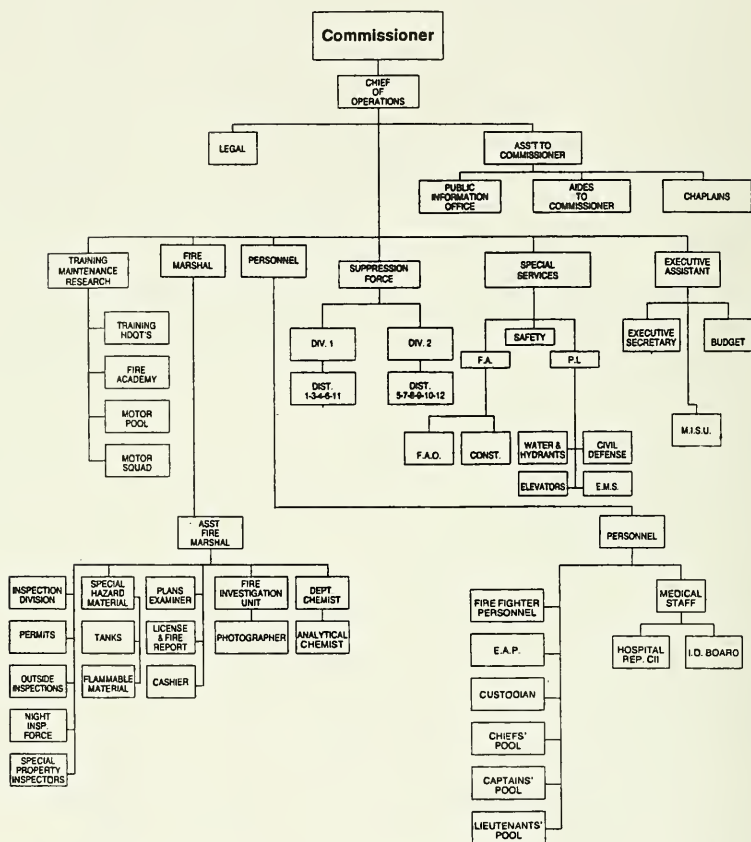 Commissioner
CHIEF
OF
OPERATIONS
LEGAL
ASS'T TO
COMMISSIONER
PUBLIC
INFORMATION
OFFICE
AIDES
TO
COMMISSIONER
CHAPLAINS
TRAINING
MAINTENANCE
RESEARCH
FIRE
MARSHAL
PERSONNEL
SUPPRESSION
FORCE
SPECIAL
SERVICES
EXECUTIVE
ASSISTANT
TRAINING
HDQT'S
FIRE
ACADEMY
MOTOR
POOL
MOTOR
SQUAD
DIV. 1
DIV. 2
DIST.
1-3-4-6-11
DIST.
5-7-8-9-10-12
SAFETY
F.A.
P.L
F.A.O.
CONST.
WATER &
HYDRANTS
CIVIL
DEFENSE
ELEVATORS
E.M.S.
EXECUTIVE
SECRETARY
BUDGET
M.I.S.U.
ASST
FIRE
MARSHAL
INSPECTION
DIVISION
PERMITS
OUTSIDE
INSPECTIONS
NIGHT
INSP.
FORCE
SPECIAL
PROPERTY
INSPECTORS
SPECIAL
HAZARD
MATERIAL
TANKS
FLAMMABLE
MATERIAL
PLANS
EXAMINER
LICENSE
& FIRE
REPORT
CASHIER
FIRE
INVESTIGATION
UNIT
PHOTOGRAPHER
DEPT.
CHEMIST
ANALYTICAL
CHEMIST
PERSONNEL
FIRE FIGHTER
PERSONNEL
E.A.P.
CUSTODIAN
CHIEFS'
POOL
CAPTAINS'
POOL
LIEUTENANTS'
POOL
MEDICAL
STAFF
HOSPITAL
REP. CII
I.D. BOARD